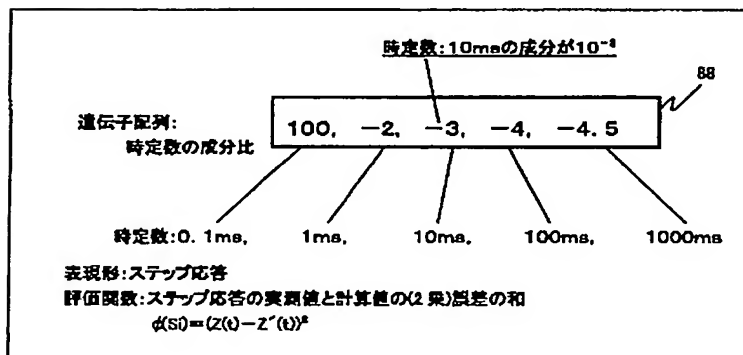 時定数:10msの成分が10⁻³
88
遺伝子配列:
時定数の成分比
100, −2, −3, −4, −4.5
時定数:0.1ms, 1ms, 10ms, 100ms, 1000ms
表現形:ステップ応答
評価関数:ステップ応答の実測値と計算値の(2乗)誤差の和
φ(Si)=(Z(t)−Z´(t))²